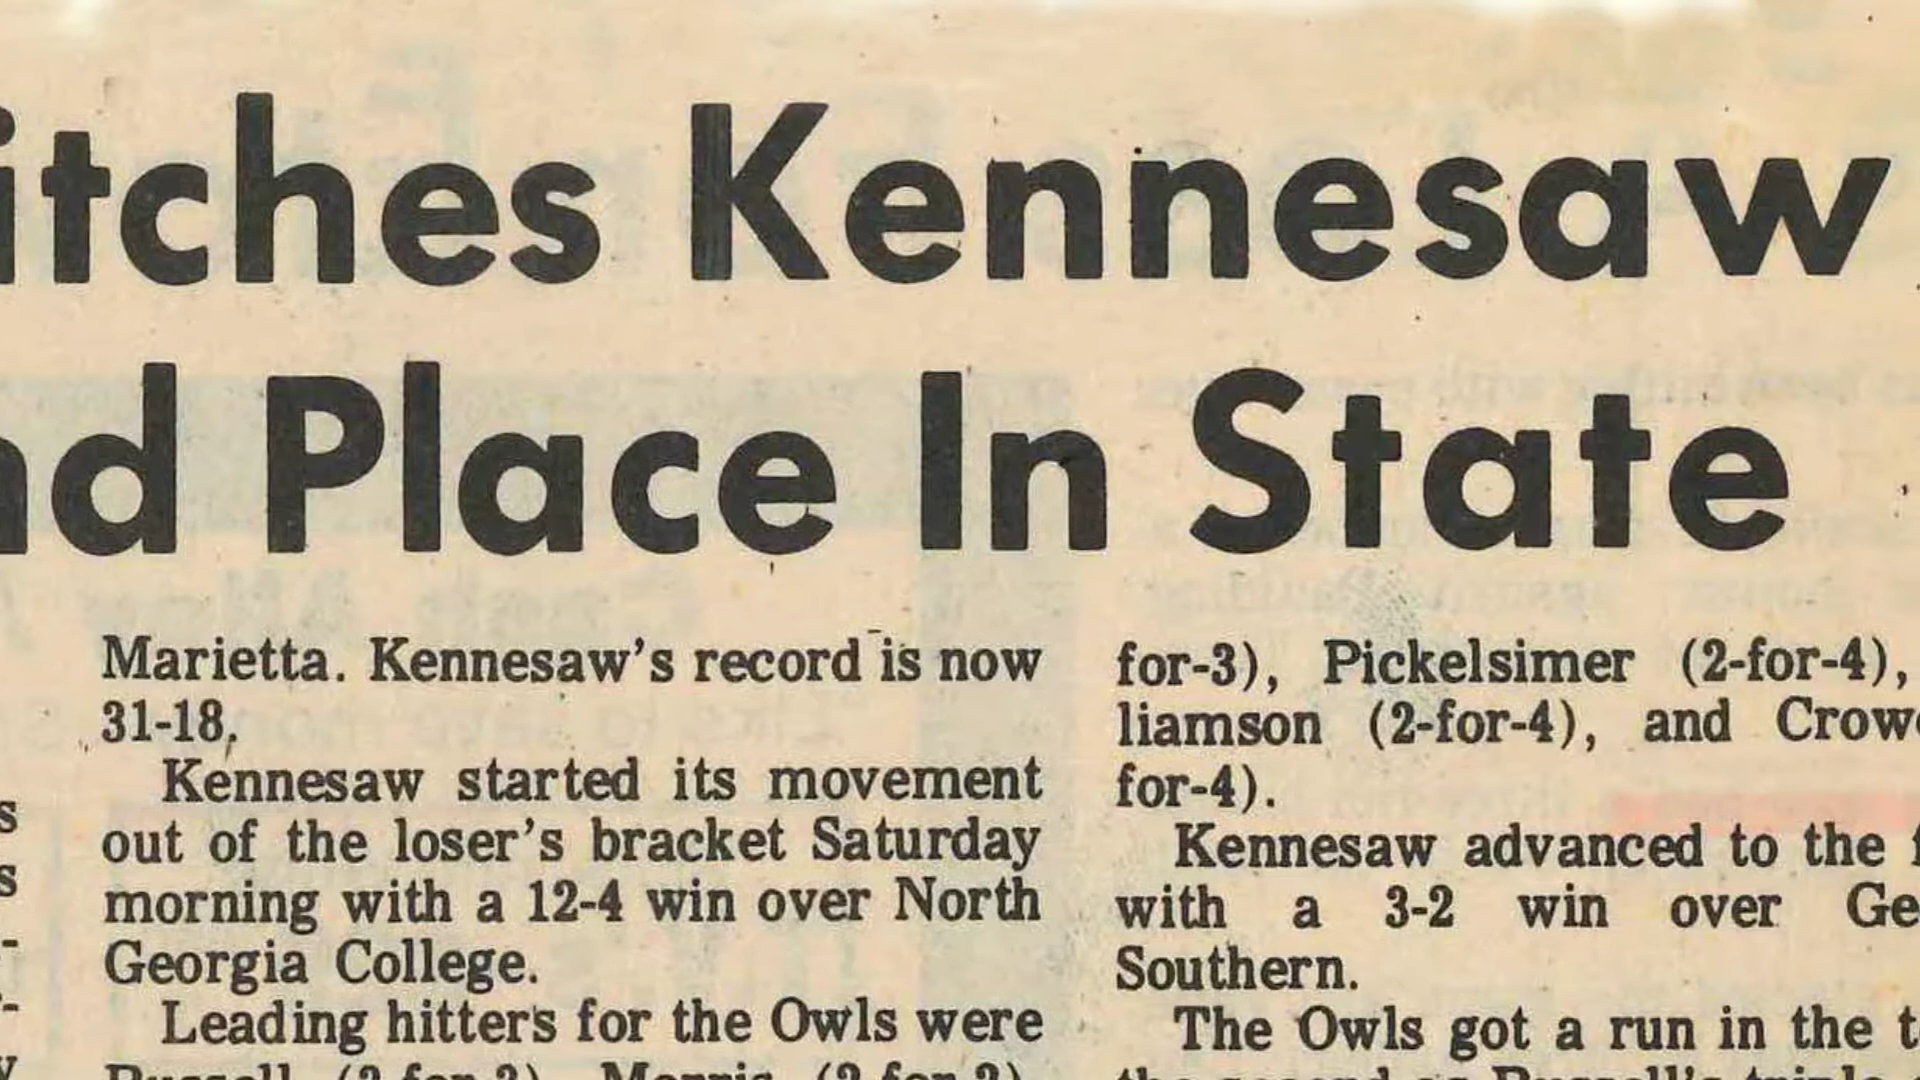 itches Kennesaw
nd Place In State
Marietta. Kennesaw's record is now
31-18.
Kennesaw started its movement
out of the loser's bracket Saturday
morning with a 12-4 win over North
Georgia College.
Leading hitters for the Owls were
for-3), Pickelsimer (2-for-4),
liamson (2-for-4), and Crow
for-4).
Kennesaw advanced to the
with a 3-2 win over Ge
Southern.
The Owls got a run in the t